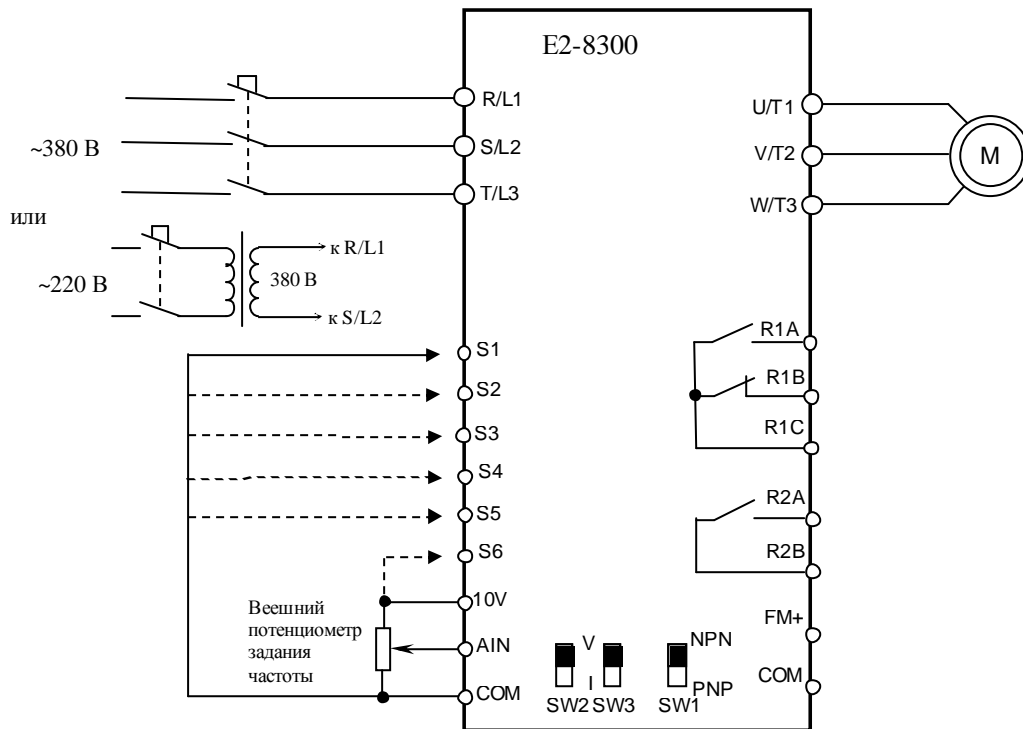 E2-8300
R/L1
S/L2
T/L3
~380 В
или
~220 В
380 В
к R/L1
к S/L2
U/T1
V/T2
W/T3
M
S1
S2
S3
S4
S5
S6
10V
AIN
COM
Веешний
потенциометр
задания
частоты
R1A
R1B
R1C
R2A
R2B
FM+
COM
V
I
SW2 SW3
NPN
PNP
SW1